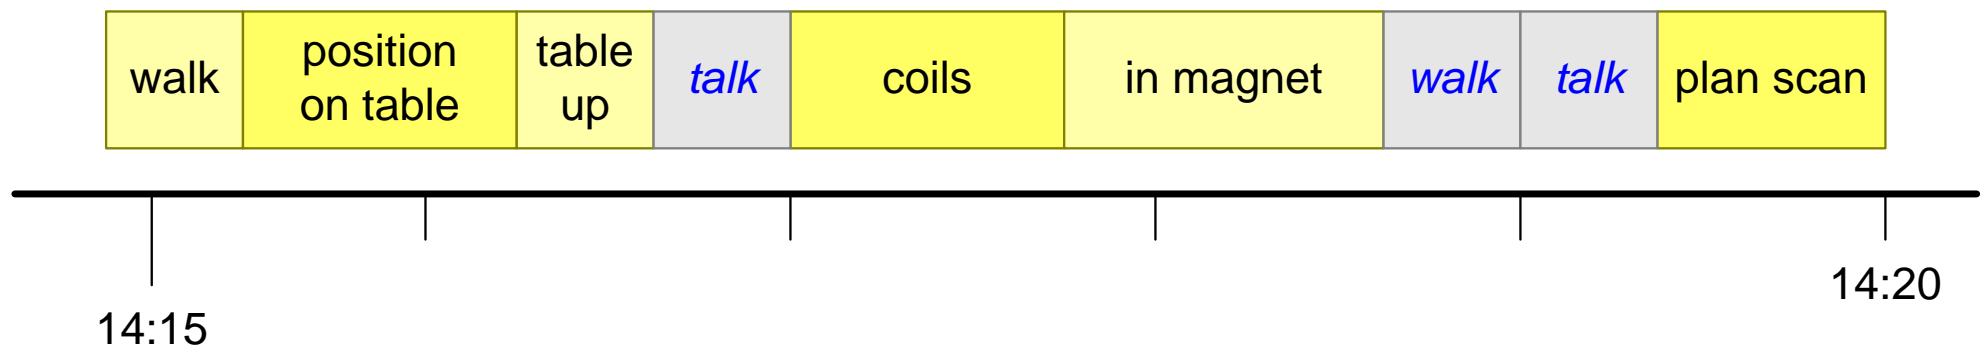 walk
position
on table
table
up
talk
coils
in magnet
walk
talk
plan scan
14:15
14:20